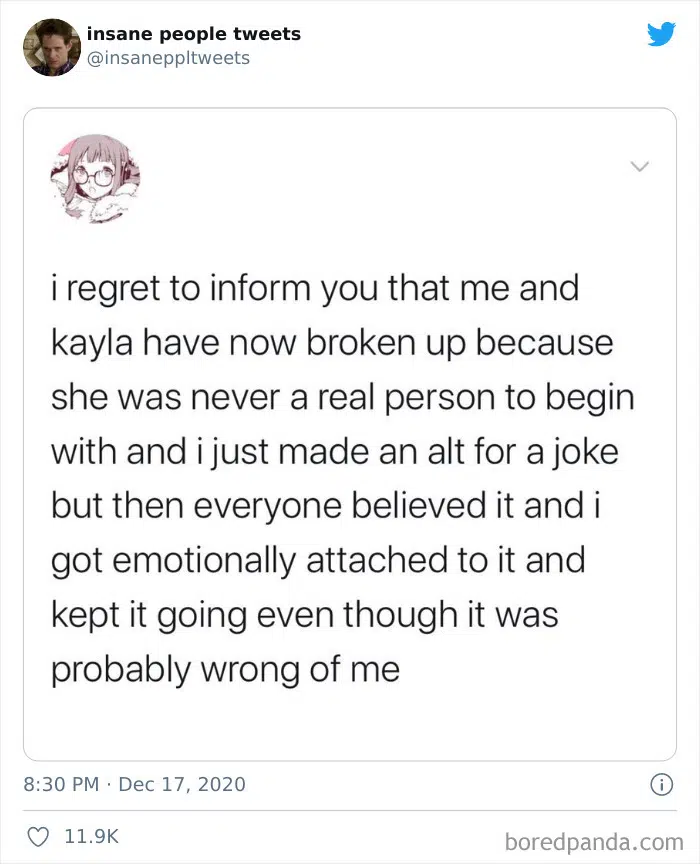 insane people tweets
@insaneppltweets
i regret to inform you that me and
kayla have now broken up because
she was never a real person to begin
with and i just made an alt for a joke
but then everyone believed it and i
got emotionally attached to it and
kept it going even though it was
probably wrong of me
8:30 PM · Dec 17, 2020
11.9K
boredpanda.com